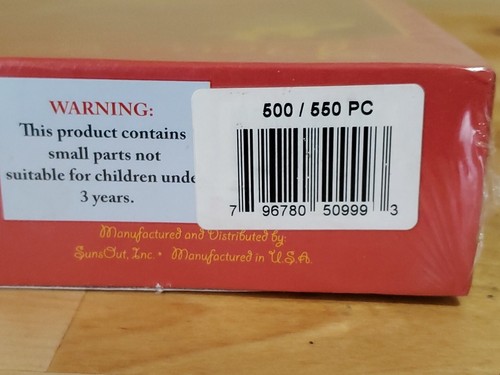 WARNING:
This product contains
small parts not
suitable for children unde
3 years.
500 / 550 PC
7 96780 50999 3
Manufactured and Distributed by:
SunsOut, Inc. • Manufactured in U.S.A.